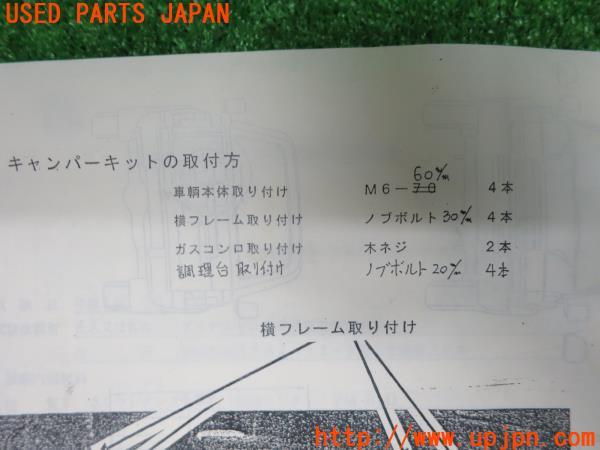 USED PARTS JAPAN
キャンパーキットの取付方
60m/m
車輌本体取り付け M6－70 4本
横フレーム取り付け ノブボルト30m/m 4本
ガスコンロ取り付け 木ネジ 2本
調理台取り付け ノブボルト20m/m 4本
横フレーム取り付け
http://www.upjpn.com